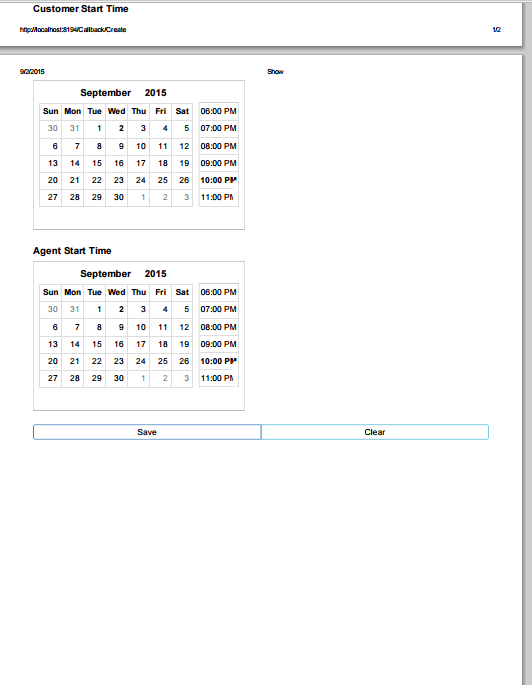 Customer Start Time
http://localhost:8194/Callback/Create 1/2
9/2/2015 Show
September 2015
Sun Mon Tue Wed Thu Fri Sat 06:00 PM
30 31 1 2 3 4 5 07:00 PM
6 7 8 9 10 11 12 08:00 PM
13 14 15 16 17 18 19 09:00 PM
20 21 22 23 24 25 26 10:00 PM
27 28 29 30 1 2 3 11:00 PM
Agent Start Time
September 2015
Sun Mon Tue Wed Thu Fri Sat 06:00 PM
30 31 1 2 3 4 5 07:00 PM
6 7 8 9 10 11 12 08:00 PM
13 14 15 16 17 18 19 09:00 PM
20 21 22 23 24 25 26 10:00 PM
27 28 29 30 1 2 3 11:00 PM
Save Clear